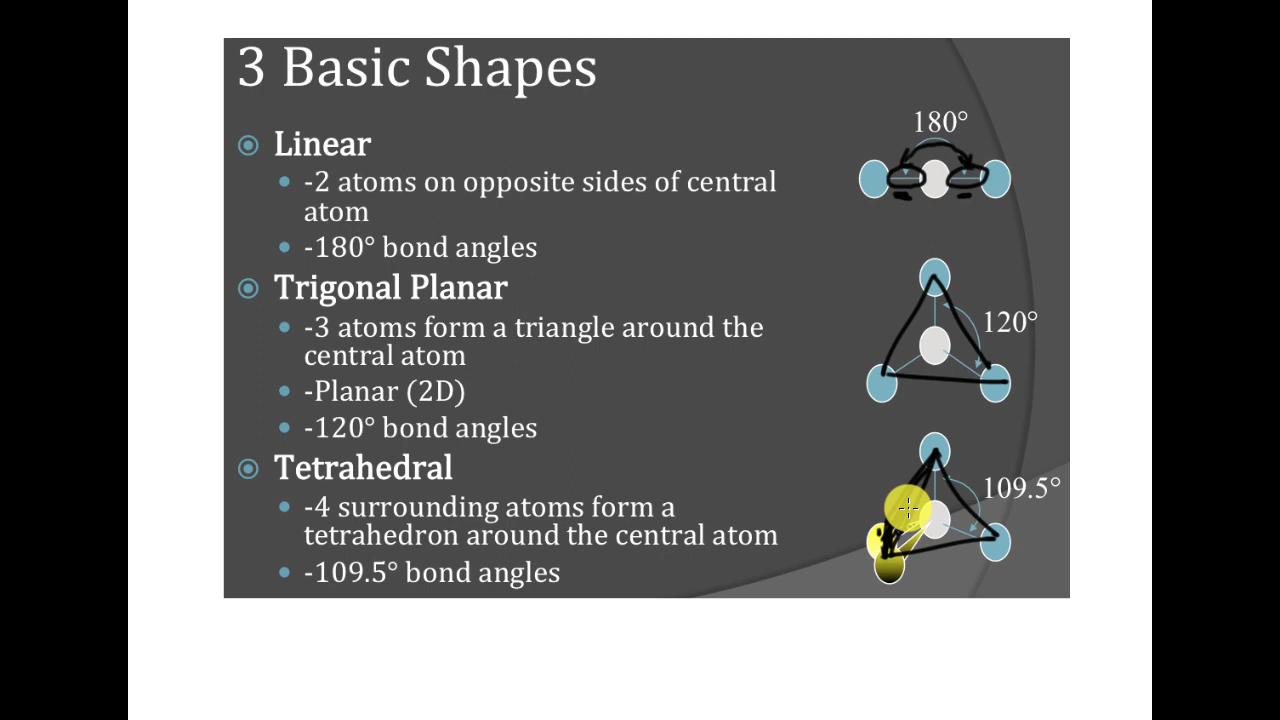 3 Basic Shapes
Linear
-2 atoms on opposite sides of central
atom
-180° bond angles
Trigonal Planar
-3 atoms form a triangle around the
central atom
-Planar (2D)
-120° bond angles
Tetrahedral
-4 surrounding atoms form a
tetrahedron around the central atom
-109.5° bond angles
180°
120°
109.5°